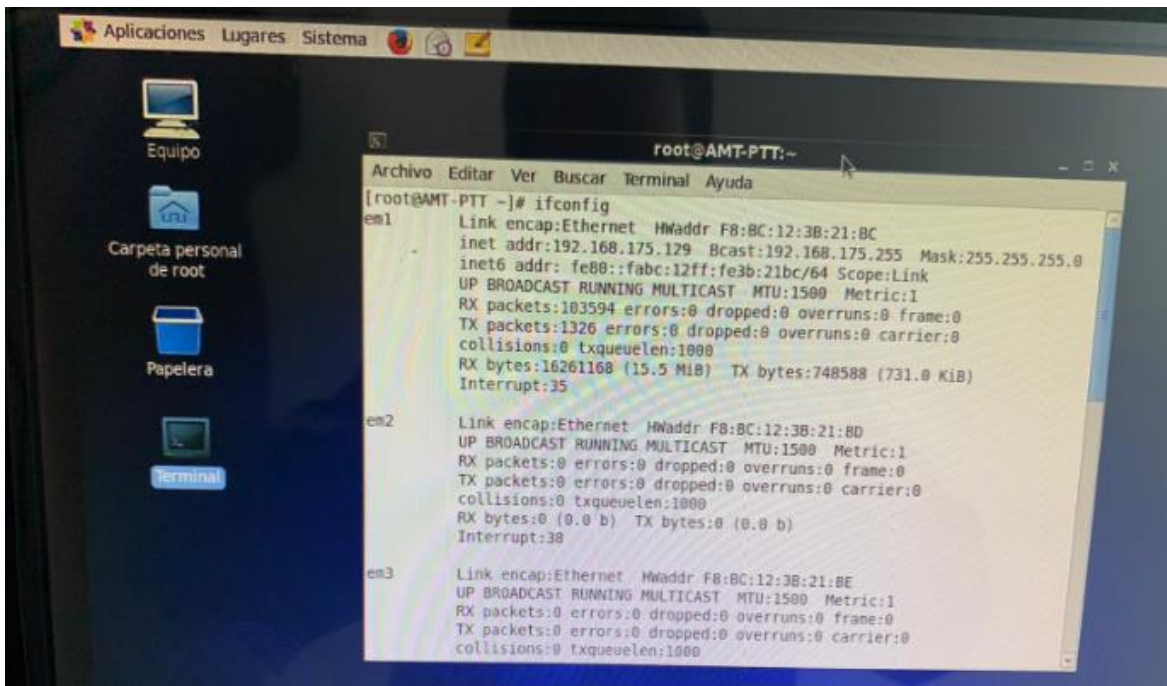 Aplicaciones Lugares Sistema
Equipo
Carpeta personal
de root
Papelera
Terminal
root@AMT-PTT:~
Archivo Editar Ver Buscar Terminal Ayuda
[root@AMT-PTT ~]# ifconfig
em1 Link encap:Ethernet HWaddr F8:BC:12:3B:21:BC
inet addr:192.168.175.129 Bcast:192.168.175.255 Mask:255.255.255.0
inet6 addr: fe80::fabc:12ff:fe3b:21bc/64 Scope:Link
UP BROADCAST RUNNING MULTICAST MTU:1500 Metric:1
RX packets:103594 errors:0 dropped:0 overruns:0 frame:0
TX packets:1326 errors:0 dropped:0 overruns:0 carrier:0
collisions:0 txqueuelen:1000
RX bytes:16261168 (15.5 MiB) TX bytes:748588 (731.0 KiB)
Interrupt:35
em2 Link encap:Ethernet HWaddr F8:BC:12:3B:21:BD
UP BROADCAST RUNNING MULTICAST MTU:1500 Metric:1
RX packets:0 errors:0 dropped:0 overruns:0 frame:0
TX packets:0 errors:0 dropped:0 overruns:0 carrier:0
collisions:0 txqueuelen:1000
RX bytes:0 (0.0 b) TX bytes:0 (0.0 b)
Interrupt:38
em3 Link encap:Ethernet HWaddr F8:BC:12:3B:21:BE
UP BROADCAST RUNNING MULTICAST MTU:1500 Metric:1
RX packets:0 errors:0 dropped:0 overruns:0 frame:0
TX packets:0 errors:0 dropped:0 overruns:0 carrier:0
collisions:0 txqueuelen:1000